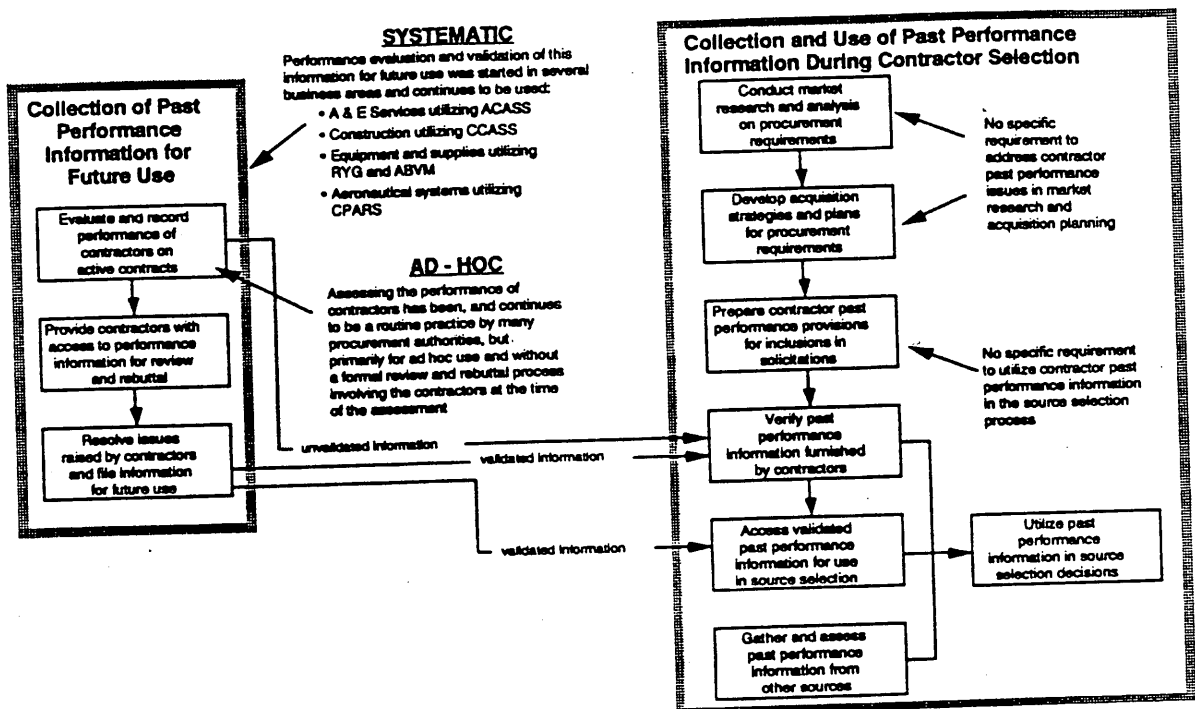 SYSTEMATIC
Performance evaluation and validation of this
information for future use was started in several
business areas and continues to be used:
• A & E Services utilizing ACASS
• Construction utilizing CCASS
• Equipment and supplies utilizing
RYG and ABVM
• Aeronautical systems utilizing
CPARS
Collection of Past
Performance
Information for
Future Use
Evaluate and record
performance of
contractors on
active contracts
Provide contractors with
access to performance
information for review
and rebuttal
Resolve issues
raised by contractors
and file information
for future use
AD - HOC
Assessing the performance of
contractors has been, and continues
to be a routine practice by many
procurement authorities, but
primarily for ad hoc use and without
a formal review and rebuttal process
involving the contractors at the time
of the assessment
unvalidated information
validated information
validated information
Collection and Use of Past Performance
Information During Contractor Selection
Conduct market
research and analysis
on procurement
requirements
No specific
requirement to
address contractor
past performance
issues in market
research and
acquisition planning
Develop acquisition
strategies and plans
for procurement
requirements
Prepare contractor past
performance provisions
for inclusions in
solicitations
No specific requirement
to utilize contractor past
performance information
in the source selection
process
Verify past
performance
information furnished
by contractors
Access validated
past performance
information for use
in source selection
Utilize past
performance
information in source
selection decisions
Gather and assess
past performance
information from
other sources